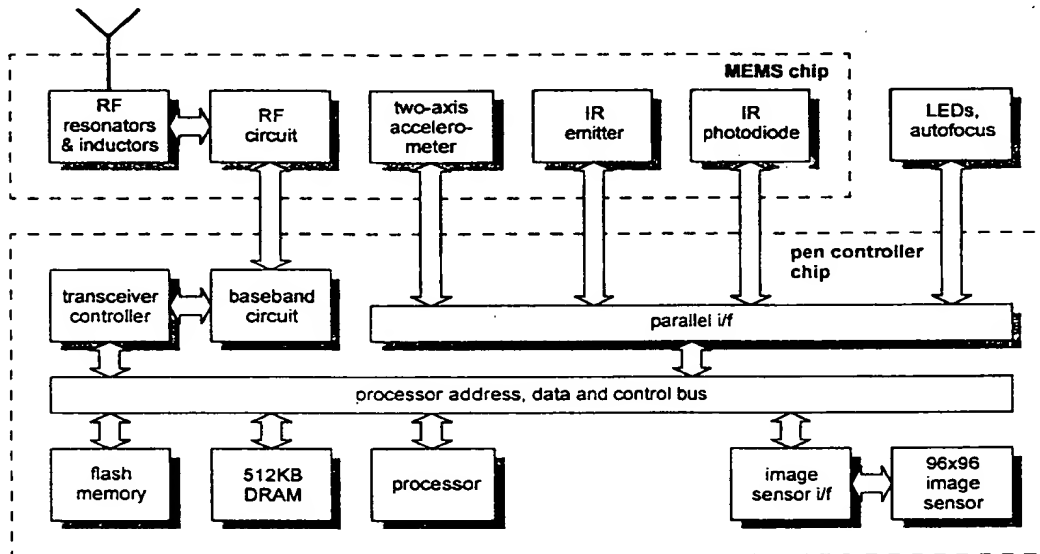 MEMS chip
RF
resonators
& inductors
RF
circuit
two-axis
accelero-
meter
IR
emitter
IR
photodiode
LEDs,
autofocus
pen controller
chip
transceiver
controller
baseband
circuit
parallel i/f
processor address, data and control bus
flash
memory
512KB
DRAM
processor
image
sensor i/f
96x96
image
sensor